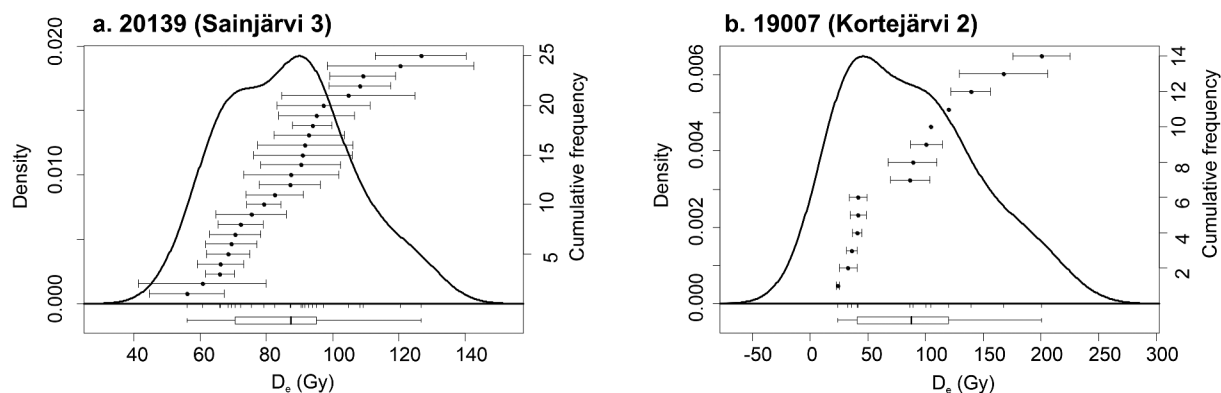 a. 20139 (Sainjärvi 3)
Density
0.000
0.010
0.020
5
10
15
20
25
Cumulative frequency
40 60 80 100 120 140
Dₑ (Gy)
b. 19007 (Kortejärvi 2)
Density
0.000
0.002
0.004
0.006
2
4
6
8
10
12
14
Cumulative frequency
-50 0 50 100 150 200 250 300
Dₑ (Gy)